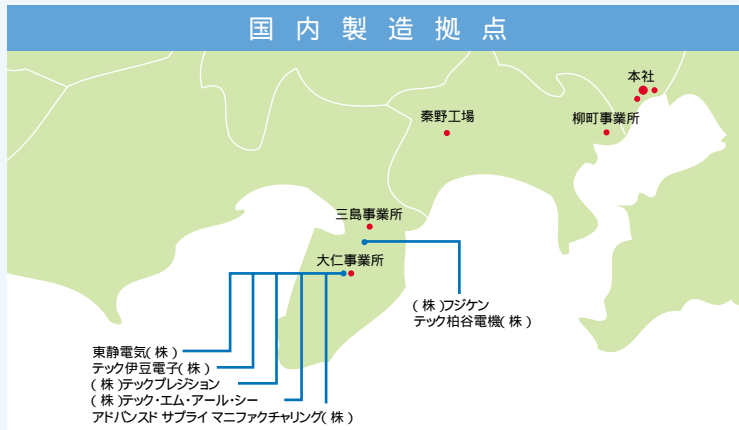 国内製造拠点
本社
秦野工場
柳町事業所
三島事業所
大仁事業所
(株)フジケン
テック柏谷電機(株)
東静電気(株)
テック伊豆電子(株)
(株)テックプレジション
(株)テック・エム・アール・シー
アドバンスド サプライ マニファクチャリング(株)